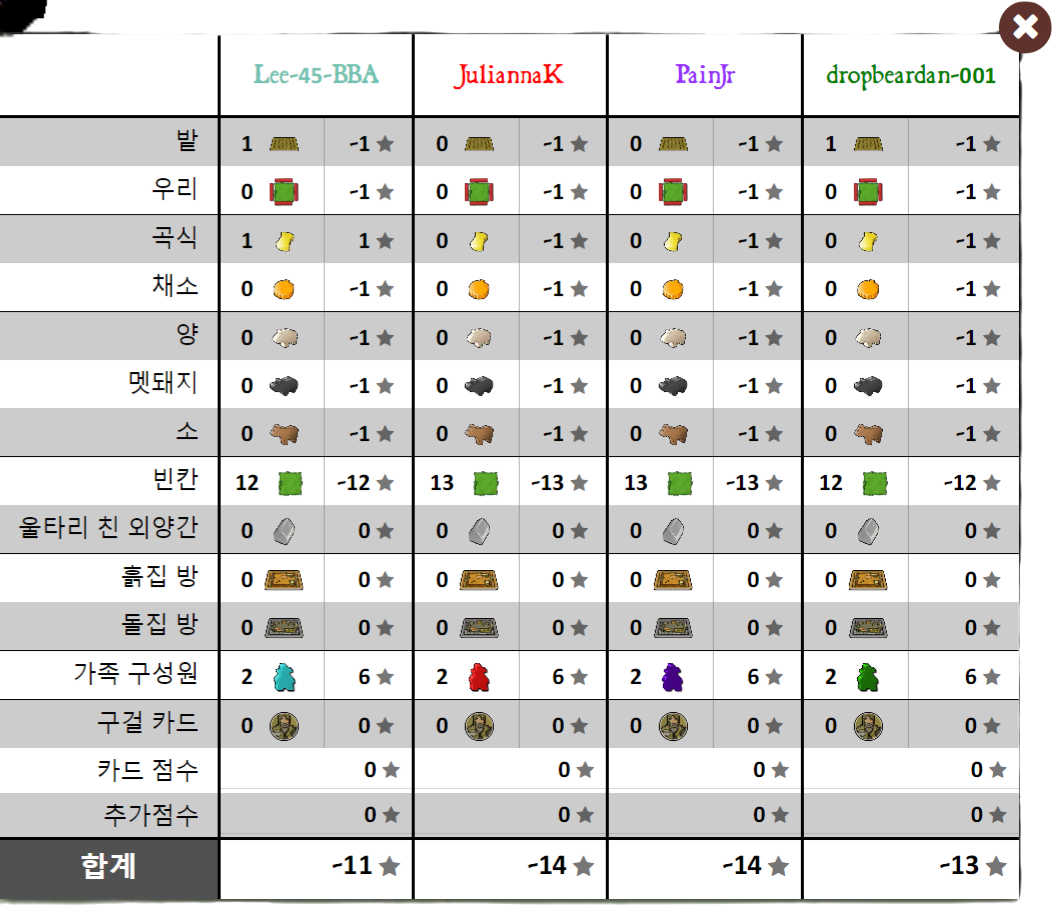 Lee-45-BBA JuliannaK PainJr dropbeardan-001
밭 1 -1 0 -1 0 -1 1 -1
우리 0 -1 0 -1 0 -1 0 -1
곡식 1 1 0 -1 0 -1 0 -1
채소 0 -1 0 -1 0 -1 0 -1
양 0 -1 0 -1 0 -1 0 -1
멧돼지 0 -1 0 -1 0 -1 0 -1
소 0 -1 0 -1 0 -1 0 -1
빈칸 12 -12 13 -13 13 -13 12 -12
울타리 친 외양간 0 0 0 0 0 0 0 0
흙집 방 0 0 0 0 0 0 0 0
돌집 방 0 0 0 0 0 0 0 0
가족 구성원 2 6 2 6 2 6 2 6
구걸 카드 0 0 0 0 0 0 0 0
카드 점수 0 0 0 0
추가점수 0 0 0 0
합계 -11 -14 -14 -13